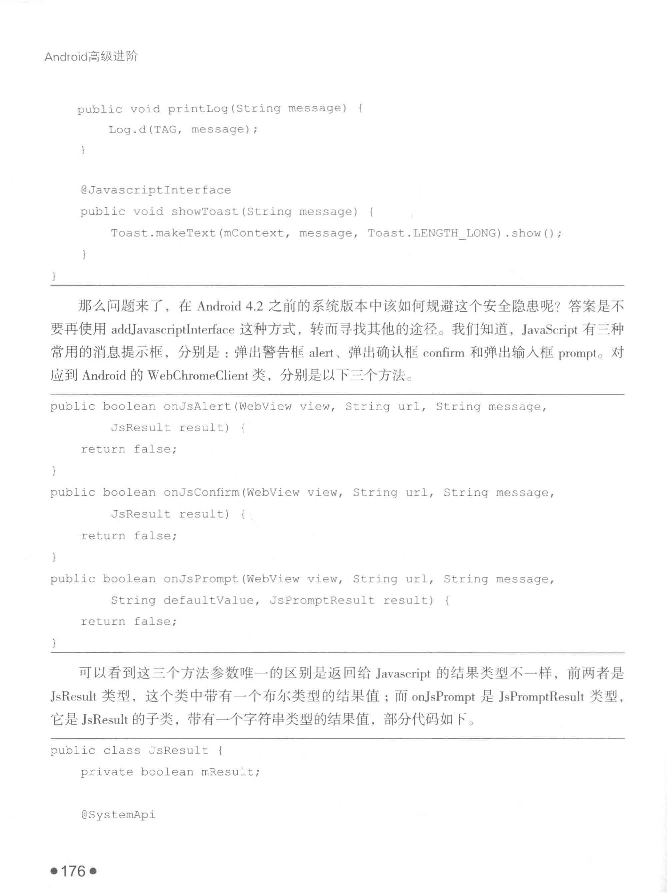 Android高级进阶
public void printLog(String message) {
Log.d(TAG, message);
}
@JavascriptInterface
public void showToast(String message) {
Toast.makeText(mContext, message, Toast.LENGTH_LONG).show();
}
}
那么问题来了，在 Android 4.2 之前的系统版本中该如何规避这个安全隐患呢？答案是不
要再使用 addJavascriptInterface 这种方式，转而寻找其他的途径。我们知道，JavaScript 有三种
常用的消息提示框，分别是：弹出警告框 alert、弹出确认框 confirm 和弹出输入框 prompt。对
应到 Android 的 WebChromeClient 类，分别是以下三个方法。
public boolean onJsAlert(WebView view, String url, String message,
JsResult result) {
return false;
}
public boolean onJsConfirm(WebView view, String url, String message,
JsResult result) {
return false;
}
public boolean onJsPrompt(WebView view, String url, String message,
String defaultValue, JsPromptResult result) {
return false;
}
可以看到这三个方法参数唯一的区别是返回给 Javascript 的结果类型不一样，前两者是
JsResult 类型，这个类中带有一个布尔类型的结果值；而 onJsPrompt 是 JsPromptResult 类型，
它是 JsResult 的子类，带有一个字符串类型的结果值，部分代码如下。
public class JsResult {
private boolean mResult;
@SystemApi
●176●